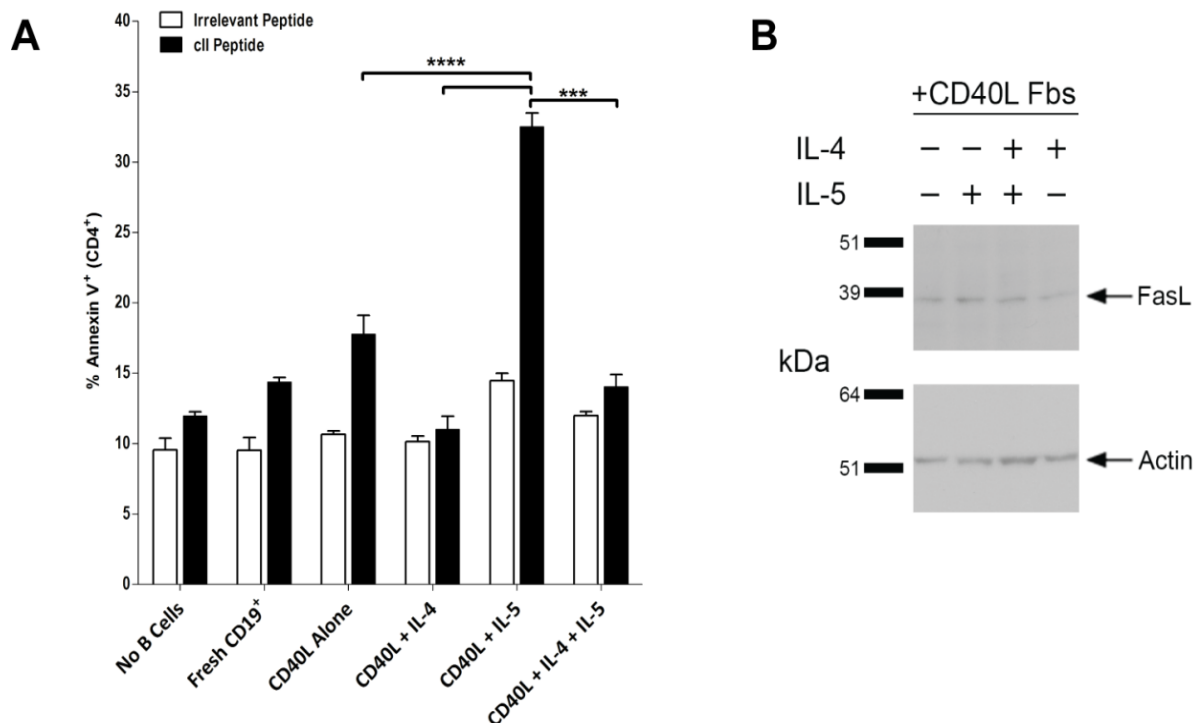 A
Irrelevant Peptide
cII Peptide
****
***
% Annexin V+ (CD4+)
40
35
30
25
20
15
10
5
0
No B Cells
Fresh CD19+
CD40L Alone
CD40L + IL-4
CD40L + IL-5
CD40L + IL-4 + IL-5
B
+CD40L Fbs
IL-4 − − + +
IL-5 − + + −
51
39
FasL
kDa
64
51
Actin